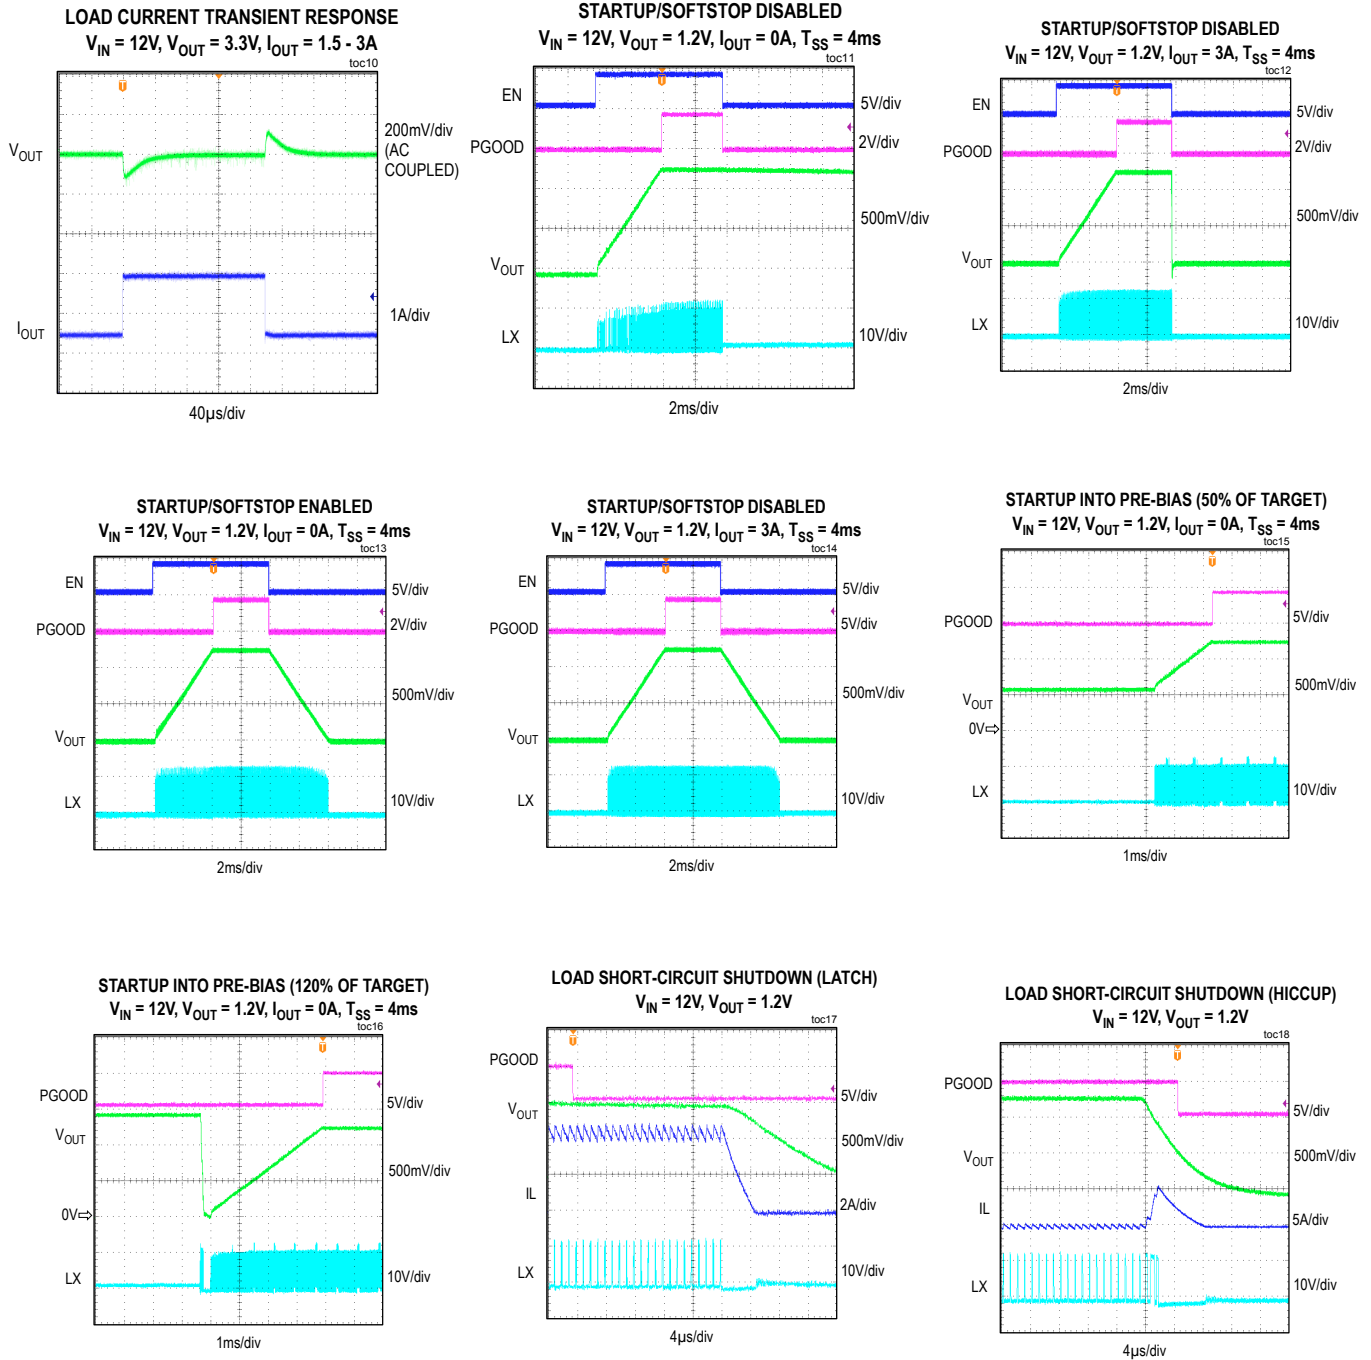 LOAD CURRENT TRANSIENT RESPONSE
VIN = 12V, VOUT = 3.3V, IOUT = 1.5 - 3A
toc10
T
VOUT
200mV/div
(AC
COUPLED)
IOUT
1A/div
40µs/div
STARTUP/SOFTSTOP DISABLED
VIN = 12V, VOUT = 1.2V, IOUT = 0A, TSS = 4ms
toc11
T
EN
5V/div
PGOOD
2V/div
500mV/div
VOUT
LX
10V/div
2ms/div
STARTUP/SOFTSTOP DISABLED
VIN = 12V, VOUT = 1.2V, IOUT = 3A, TSS = 4ms
toc12
T
EN
5V/div
PGOOD
2V/div
500mV/div
VOUT
LX
10V/div
2ms/div
STARTUP/SOFTSTOP ENABLED
VIN = 12V, VOUT = 1.2V, IOUT = 0A, TSS = 4ms
toc13
T
EN
5V/div
PGOOD
2V/div
500mV/div
VOUT
LX
10V/div
2ms/div
STARTUP/SOFTSTOP DISABLED
VIN = 12V, VOUT = 1.2V, IOUT = 3A, TSS = 4ms
toc14
T
EN
5V/div
PGOOD
5V/div
500mV/div
VOUT
LX
10V/div
2ms/div
STARTUP INTO PRE-BIAS (50% OF TARGET)
VIN = 12V, VOUT = 1.2V, IOUT = 0A, TSS = 4ms
toc15
T
PGOOD
5V/div
500mV/div
VOUT
0V⇨
LX
10V/div
1ms/div
STARTUP INTO PRE-BIAS (120% OF TARGET)
VIN = 12V, VOUT = 1.2V, IOUT = 0A, TSS = 4ms
toc16
T
PGOOD
5V/div
VOUT
500mV/div
0V⇨
LX
10V/div
1ms/div
LOAD SHORT-CIRCUIT SHUTDOWN (LATCH)
VIN = 12V, VOUT = 1.2V
toc17
T
PGOOD
5V/div
VOUT
500mV/div
IL
2A/div
LX
10V/div
4µs/div
LOAD SHORT-CIRCUIT SHUTDOWN (HICCUP)
VIN = 12V, VOUT = 1.2V
toc18
T
PGOOD
5V/div
VOUT
500mV/div
IL
5A/div
LX
10V/div
4µs/div